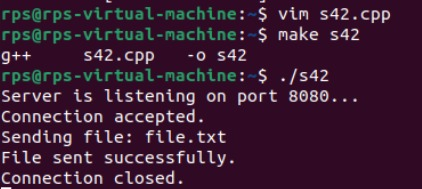 rps@rps-virtual-machine:~$ vim s42.cpp
rps@rps-virtual-machine:~$ make s42
g++     s42.cpp   -o s42
rps@rps-virtual-machine:~$ ./s42
Server is listening on port 8080...
Connection accepted.
Sending file: file.txt
File sent successfully.
Connection closed.